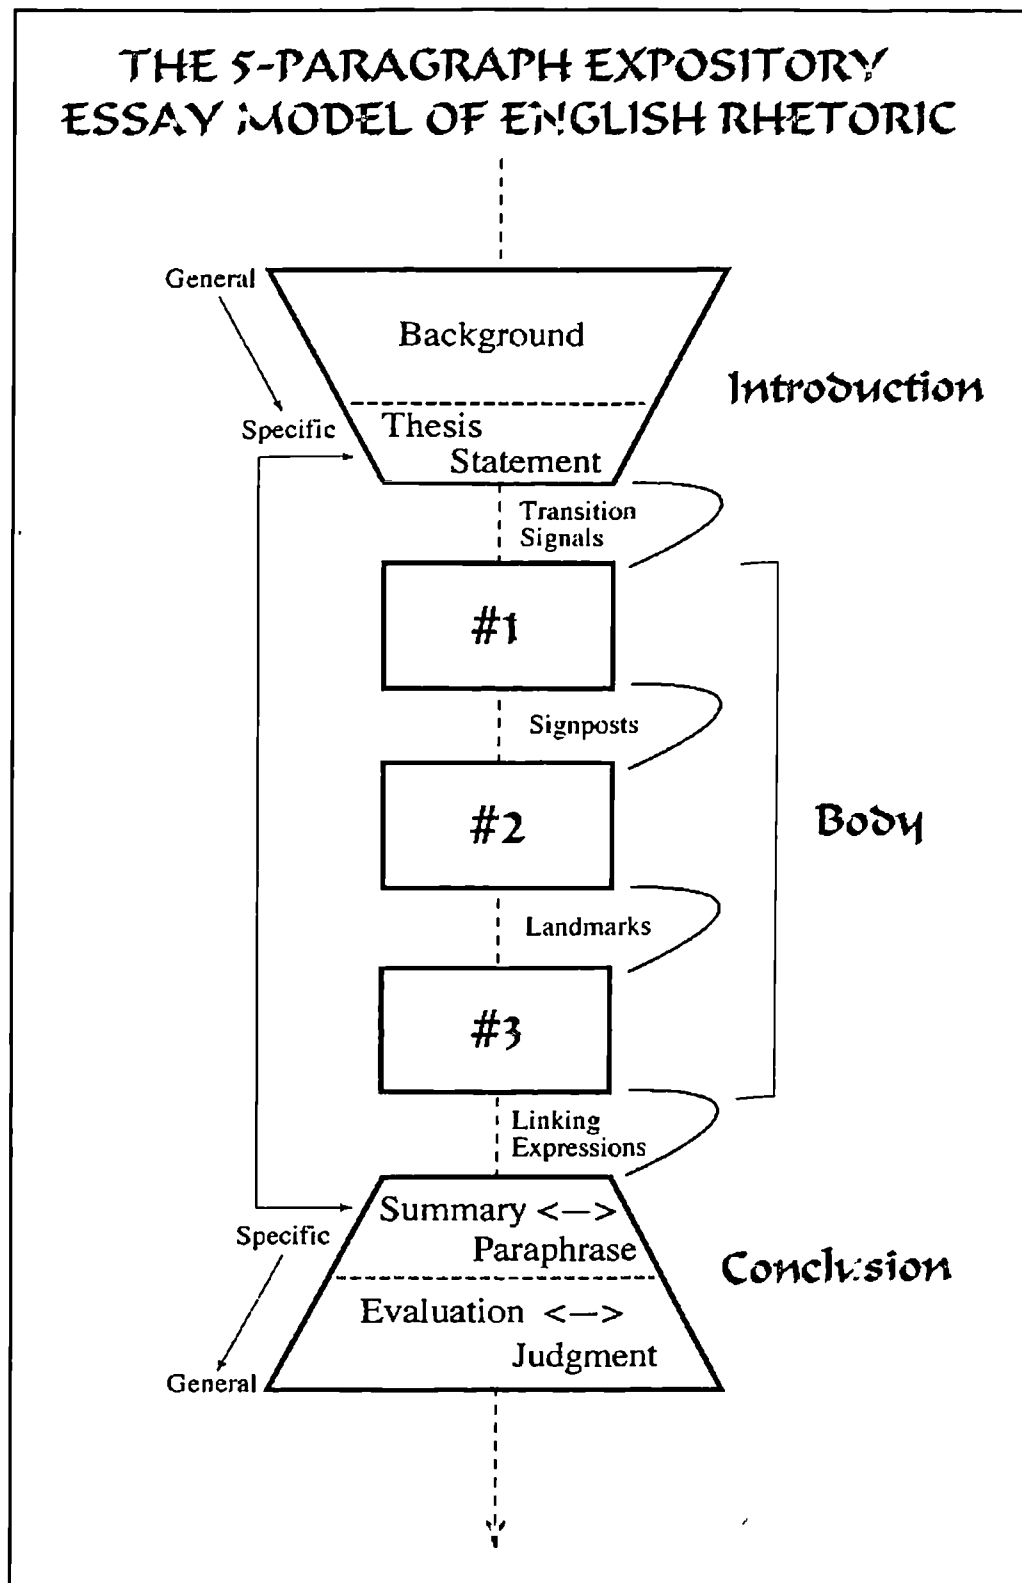 THE 5-PARAGRAPH EXPOSITORY
ESSAY MODEL OF ENGLISH RHETORIC
General
Background
Introduction
Specific
Thesis
Statement
Transition
Signals
#1
Signposts
#2
Body
Landmarks
#3
Linking
Expressions
Summary <—>
Specific
Paraphrase
Conclusion
Evaluation <—>
Judgment
General